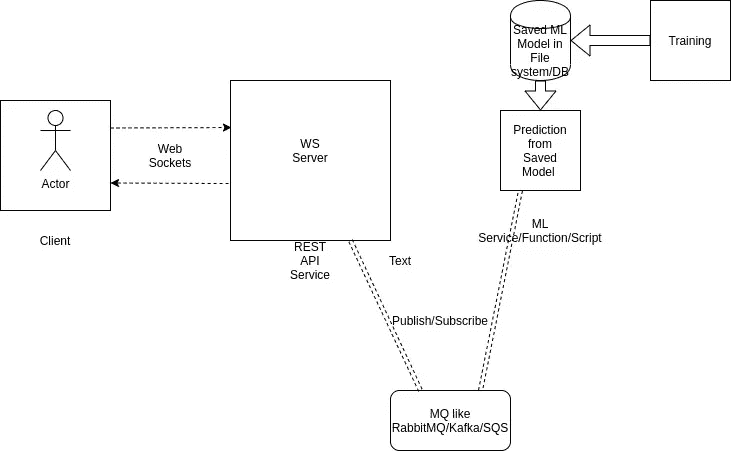 Saved ML
Model in
File
system/DB
Training
Prediction
from
Saved
Model
WS
Server
Web
Sockets
Actor
Client
REST
API
Service
Text
ML
Service/Function/Script
Publish/Subscribe
MQ like
RabbitMQ/Kafka/SQS